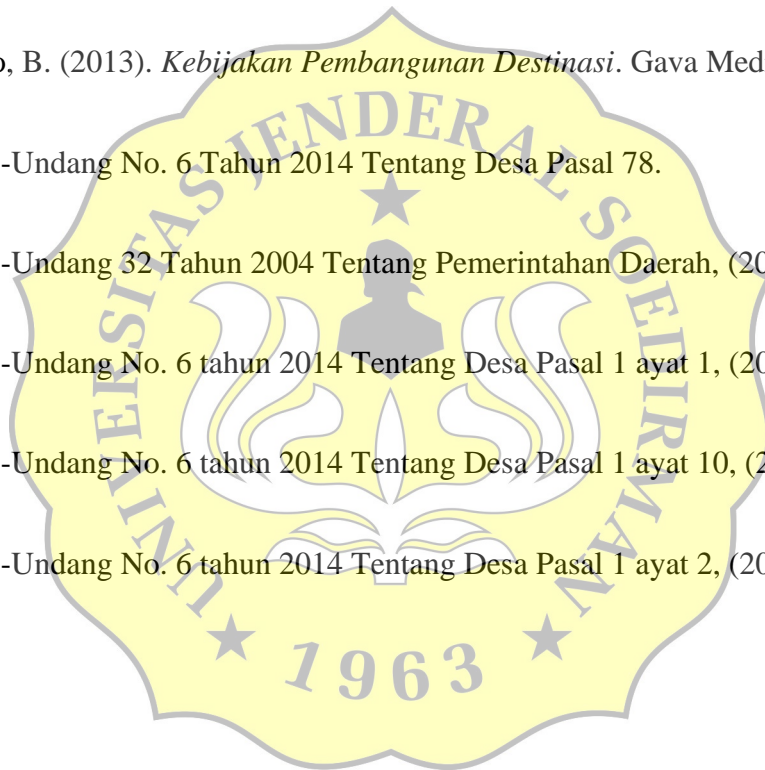 o, B. (2013). Kebijakan Pembangunan Destinasi. Gava Med
-Undang No. 6 Tahun 2014 Tentang Desa Pasal 78.
-Undang 32 Tahun 2004 Tentang Pemerintahan Daerah, (20
-Undang No. 6 tahun 2014 Tentang Desa Pasal 1 ayat 1, (20
-Undang No. 6 tahun 2014 Tentang Desa Pasal 1 ayat 10, (2
-Undang No. 6 tahun 2014 Tentang Desa Pasal 1 ayat 2, (20
UNIVERSITAS JENDERAL SOEDIRMAN
1963